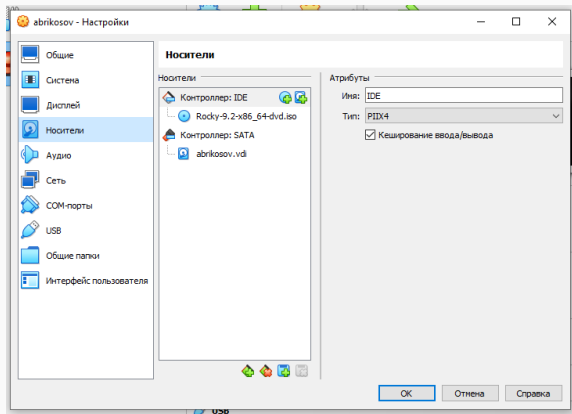 abrikosov - Настройки
Общие
Система
Дисплей
Носители
Аудио
Сеть
COM-порты
USB
Общие папки
Интерфейс пользователя
Носители
Носители
Контроллер: IDE
Rocky-9.2-x86_64-dvd.iso
Контроллер: SATA
abrikosov.vdi
Атрибуты
Имя: IDE
Тип: PIIX4
Кеширование ввода/вывода
OK Отмена Справка
USB